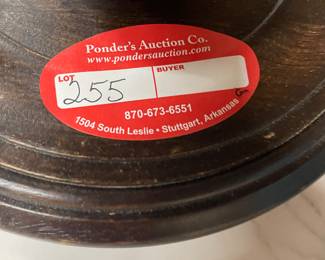 Ponder's Auction Co.
www.pondersauction.com
LOT
BUYER
255
870-673-6551
1504 South Leslie • Stuttgart, Arkansas